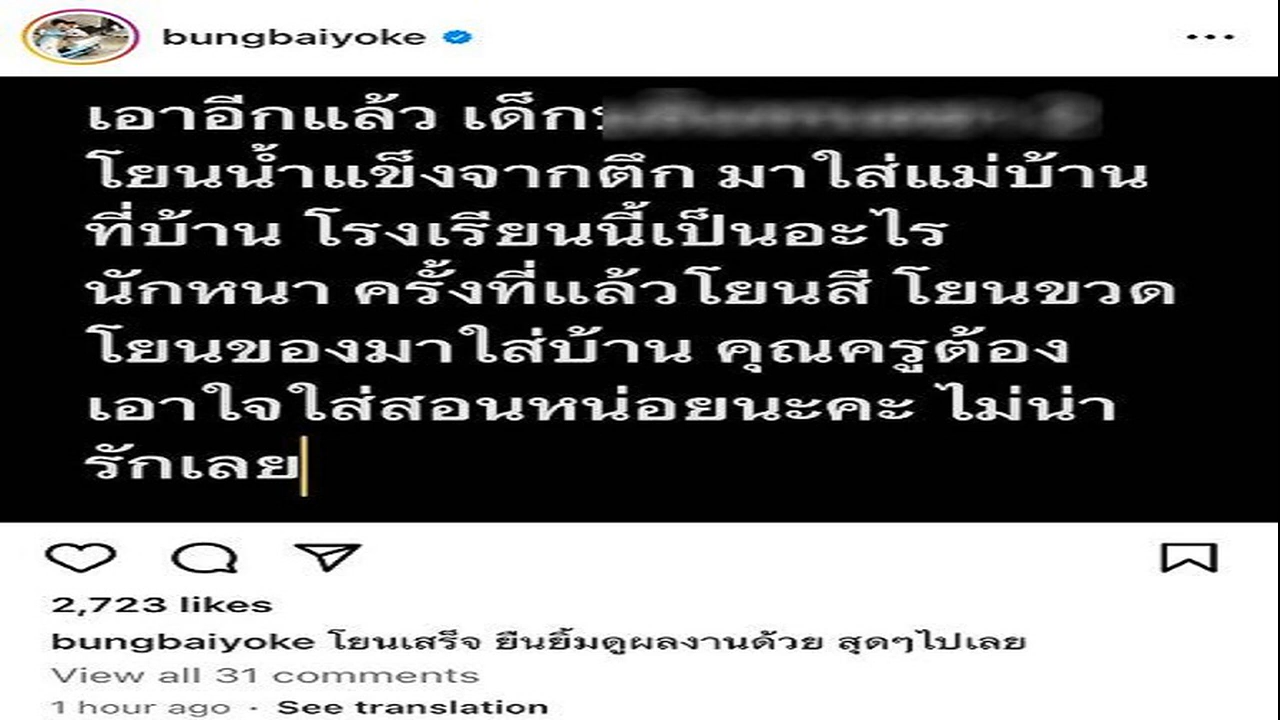 bungbaiyoke
เอาอีกแล้ว เด็ก
โยนน้ำแข็งจากตึก มาใส่แม่บ้าน
ที่บ้าน โรงเรียนนี้เป็นอะไร
นักหนา ครั้งที่แล้วโยนสี โยนขวด
โยนของมาใส่บ้าน คุณครูต้อง
เอาใจใส่สอนหน่อยนะคะ ไม่น่า
รักเลย
2,723 likes
bungbaiyoke โยนเสร็จ ยืนยิ้มดูผลงานด้วย สุดๆไปเลย
View all 31 comments
1 hour ago · See translation